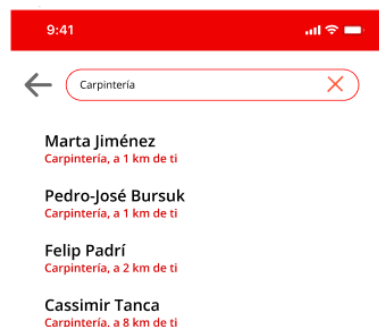 9:41
Carpintería
Marta Jiménez
Carpintería, a 1 km de ti
Pedro-José Bursuk
Carpintería, a 1 km de ti
Felip Padrí
Carpintería, a 2 km de ti
Cassimir Tanca
Carpintería, a 8 km de ti